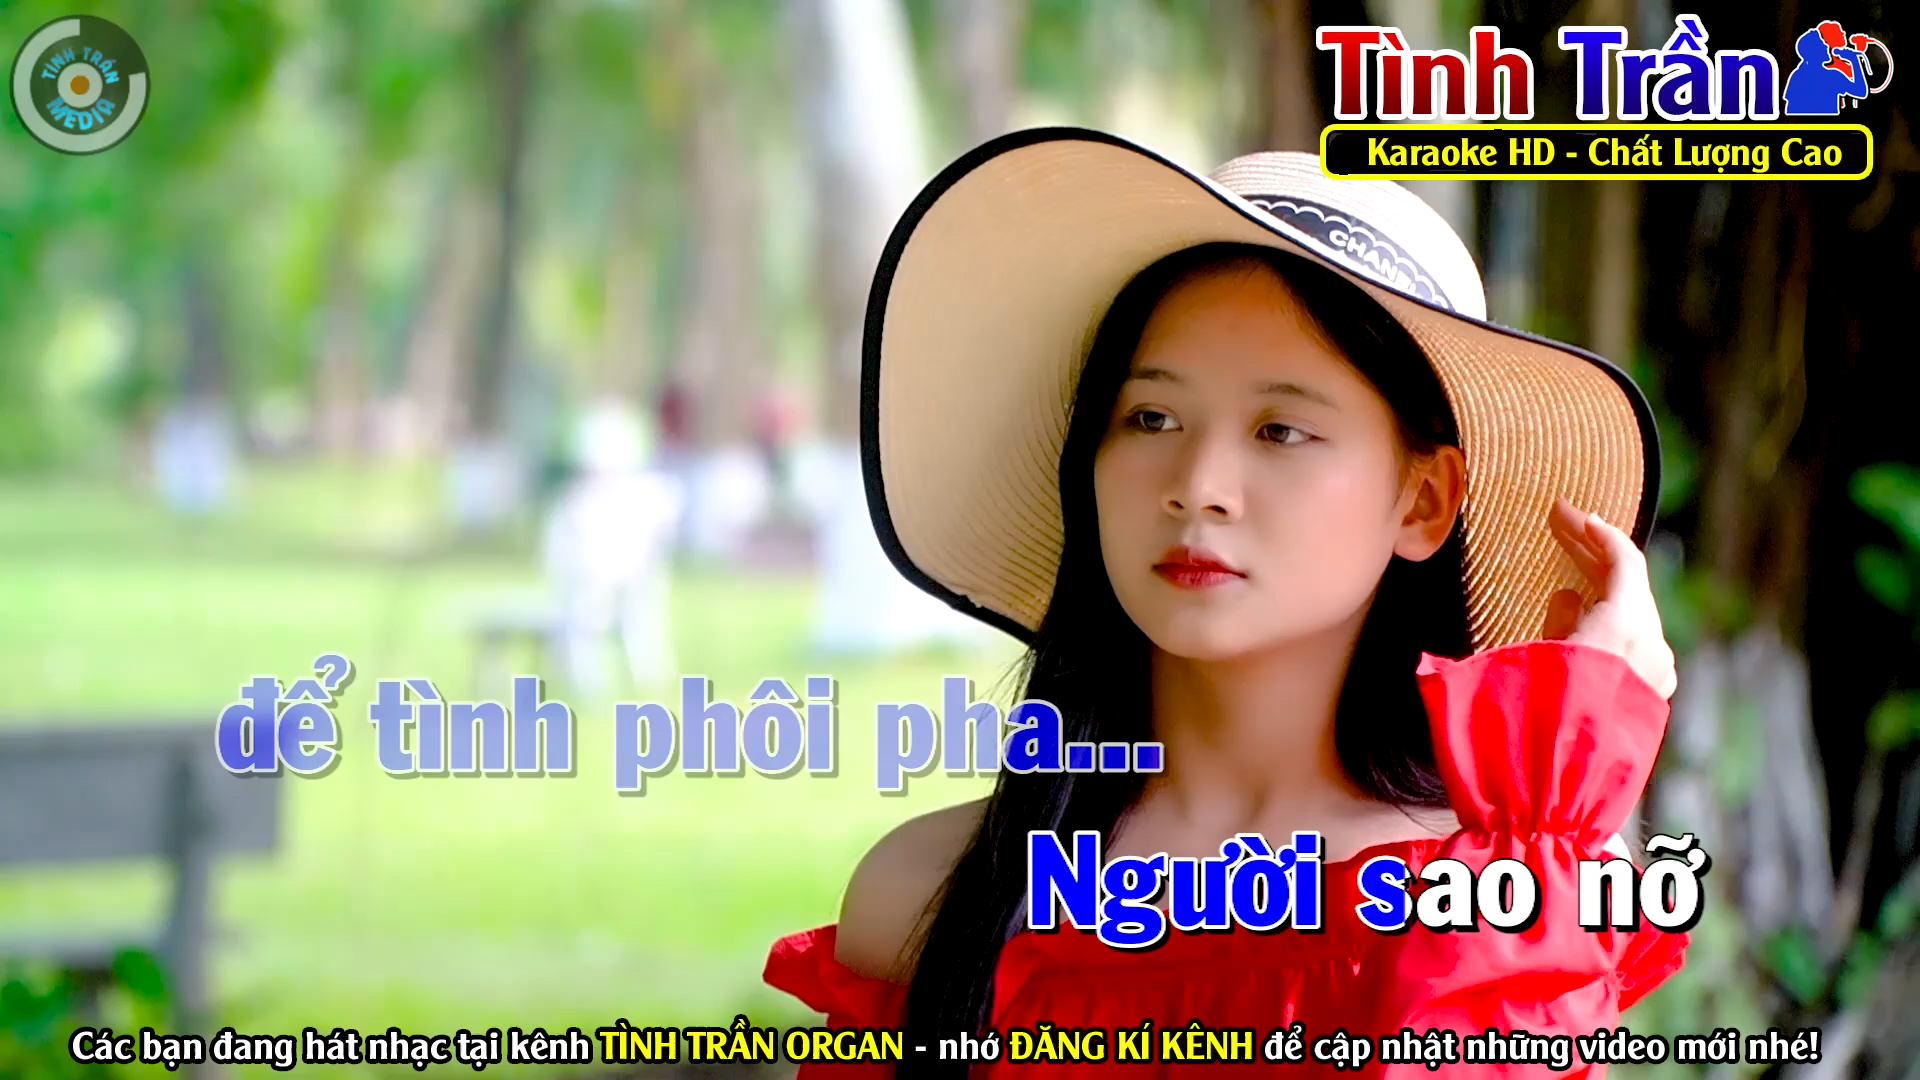 TÌNH TRẦN
MEDIA
Tình Trần
Karaoke HD - Chất Lượng Cao
CHANEL
để tình phôi pha...
Người sao nỡ
Các bạn đang hát nhạc tại kênh TÌNH TRẦN ORGAN - nhớ ĐĂNG KÍ KÊNH để cập nhật những video mới nhé!